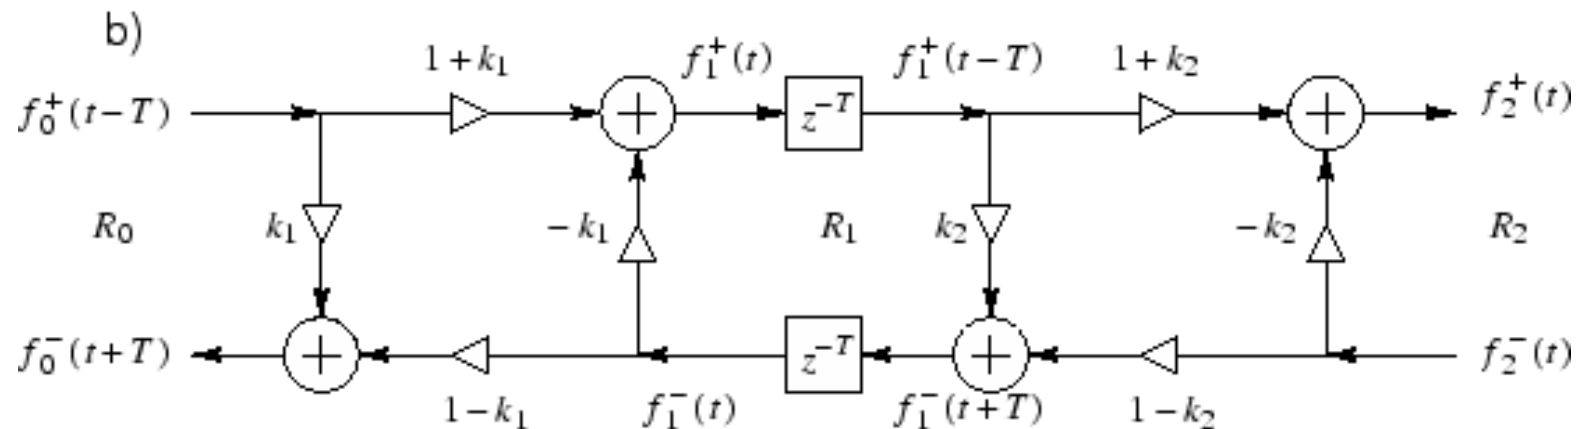 b)
1+k₁ f₁⁺(t) f₁⁺(t−T) 1+k₂
f₀⁺(t−T) + z⁻ᵀ + f₂⁺(t)
R₀ k₁ −k₁ R₁ k₂ −k₂ R₂
f₀⁻(t+T) + z⁻ᵀ + f₂⁻(t)
1−k₁ f₁⁻(t) f₁⁻(t+T) 1−k₂